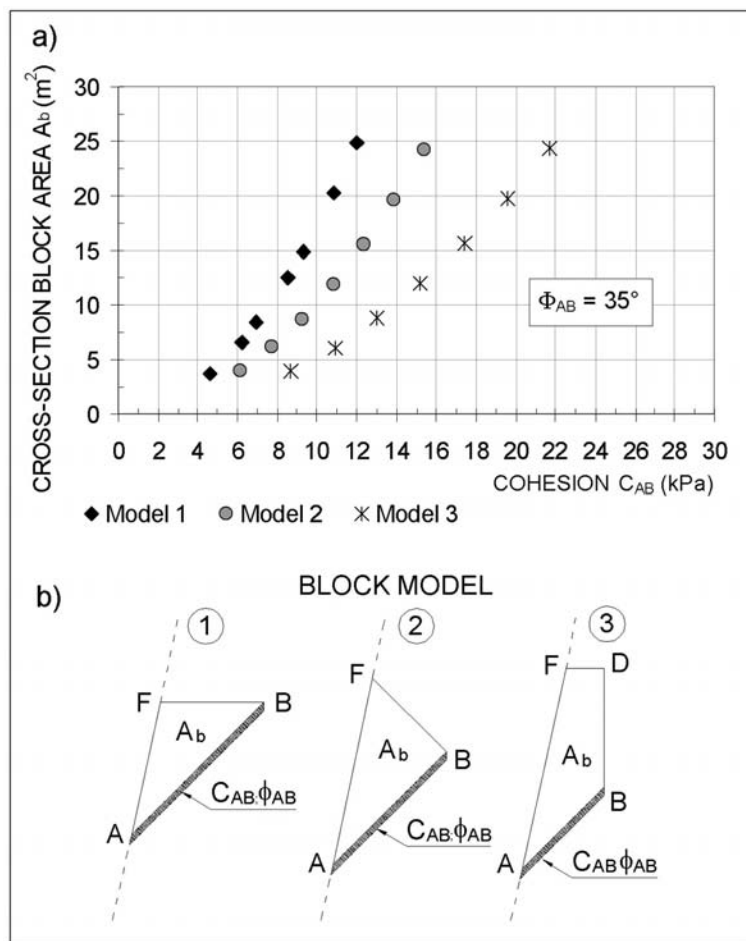 a)
CROSS-SECTION BLOCK AREA Ab (m²)
30
25
20
15
10
5
0
ΦAB = 35°
0 2 4 6 8 10 12 14 16 18 20 22 24 26 28 30
COHESION CAB (kPa)
Model 1 Model 2 Model 3
b)
BLOCK MODEL
1 2 3
F B Ab A CAB;ϕAB
F B Ab A CAB;ϕAB
F D Ab B A CABϕAB